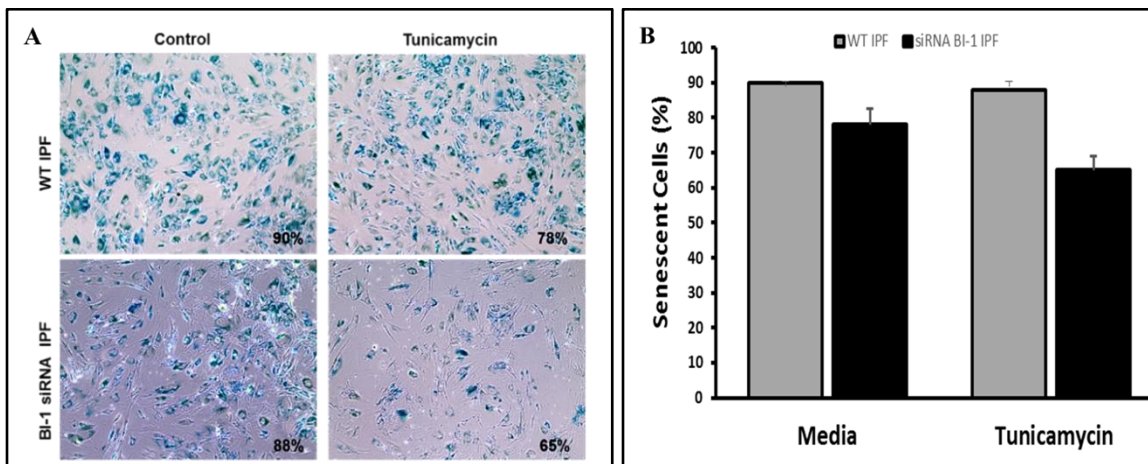 A
Control
Tunicamycin
WT IPF
90%
78%
BI-1 siRNA IPF
88%
65%
B
WT IPF
siRNA BI-1 IPF
Senescent Cells (%)
100
90
80
70
60
50
40
30
20
10
0
Media
Tunicamycin